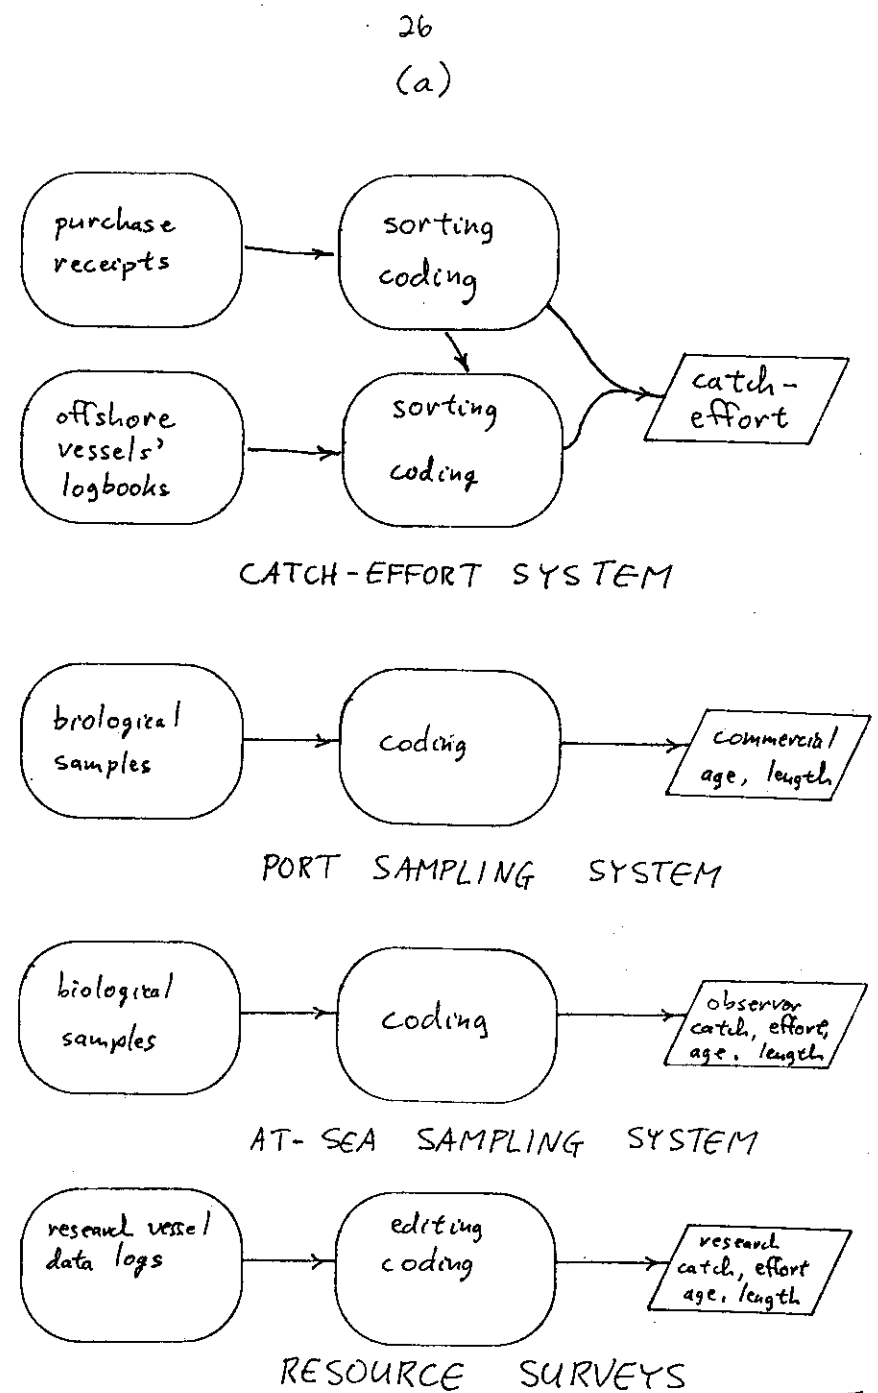 26
(a)
purchase
receipts
sorting
coding
offshore
vessels'
logbooks
sorting
coding
catch-
effort
CATCH-EFFORT SYSTEM
biological
samples
coding
commercial
age, length
PORT SAMPLING SYSTEM
biological
samples
coding
observer
catch, effort,
age, length
AT-SEA SAMPLING SYSTEM
research vessel
data logs
editing
coding
research
catch, effort
age, length
RESOURCE SURVEYS